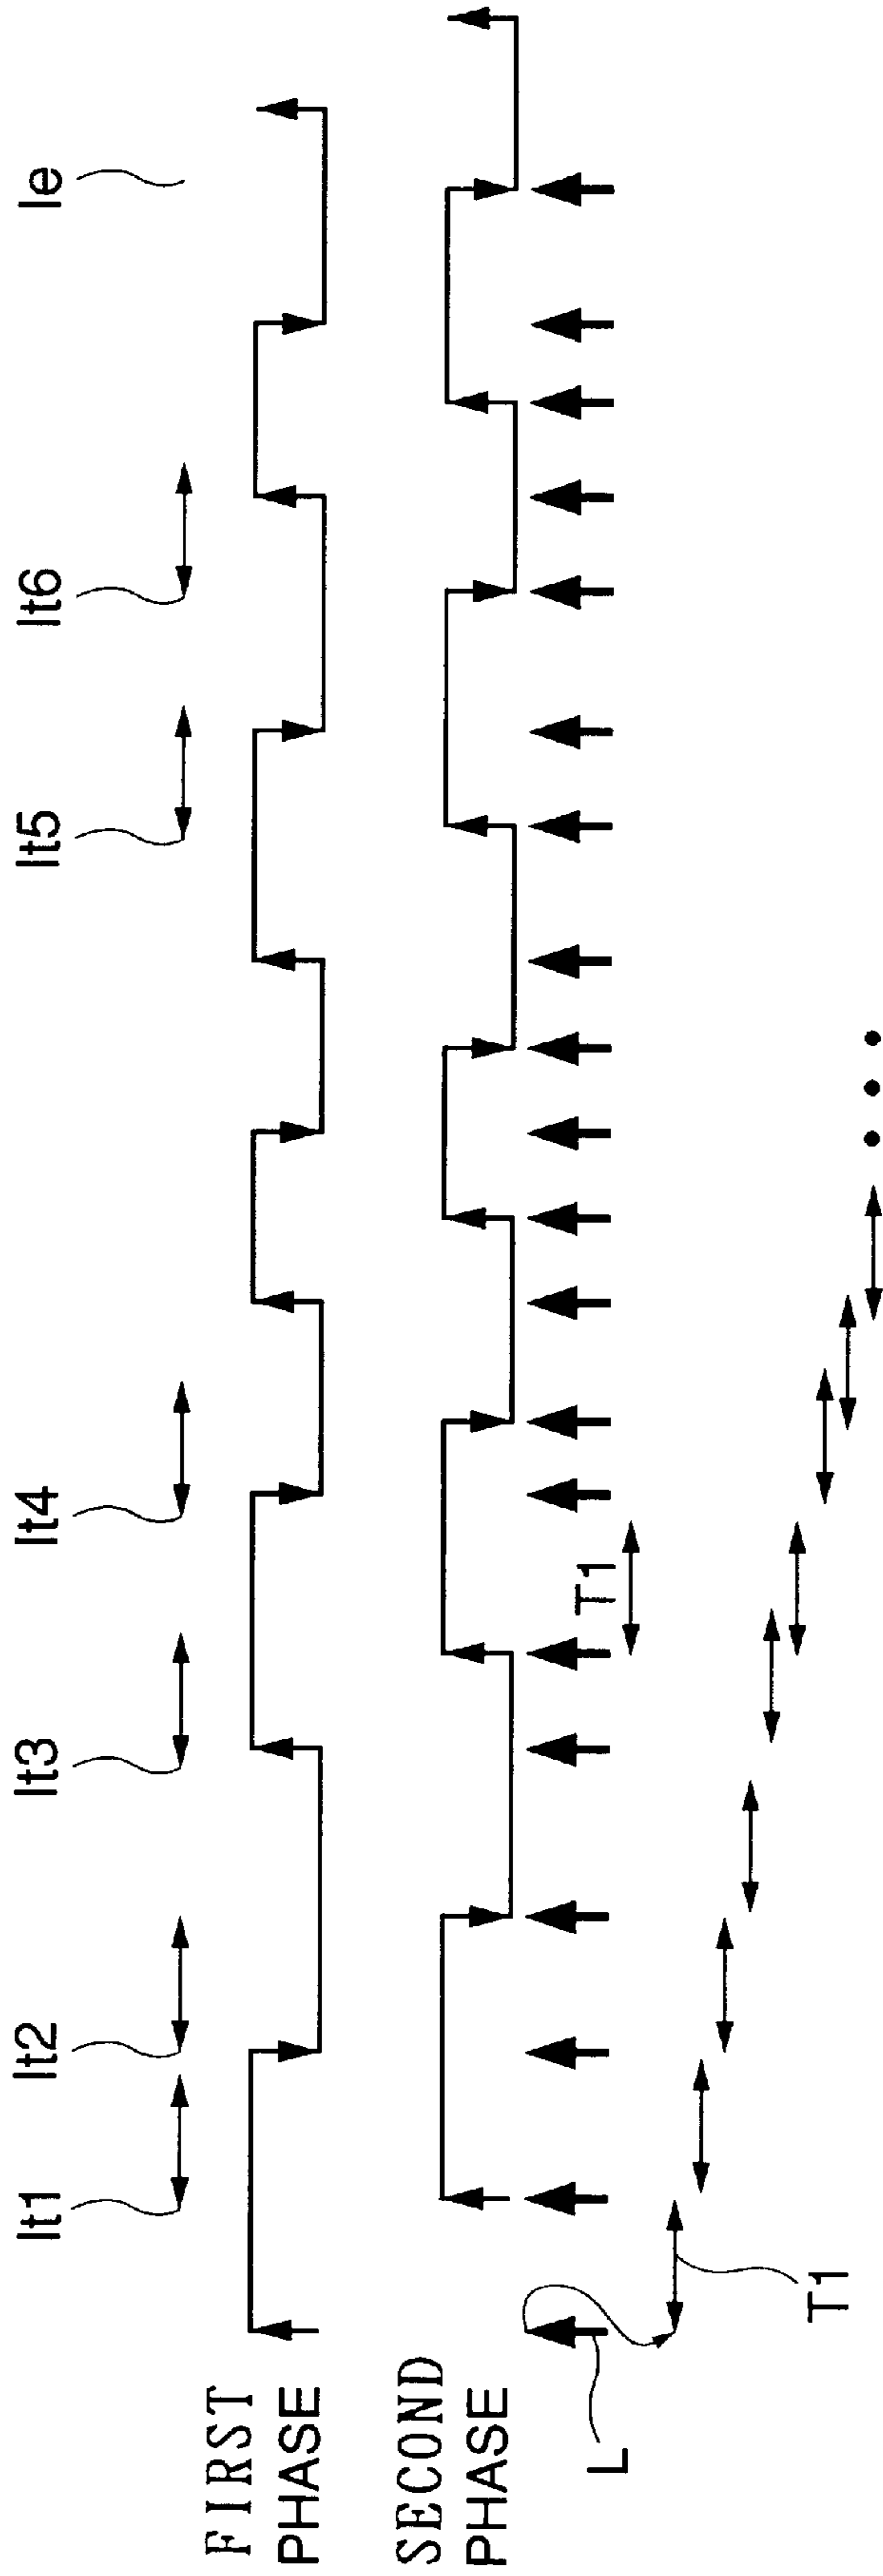 It1
It2
It3
It4
It5
It6
Ie
FIRST
PHASE
SECOND
PHASE
T1
L
T1